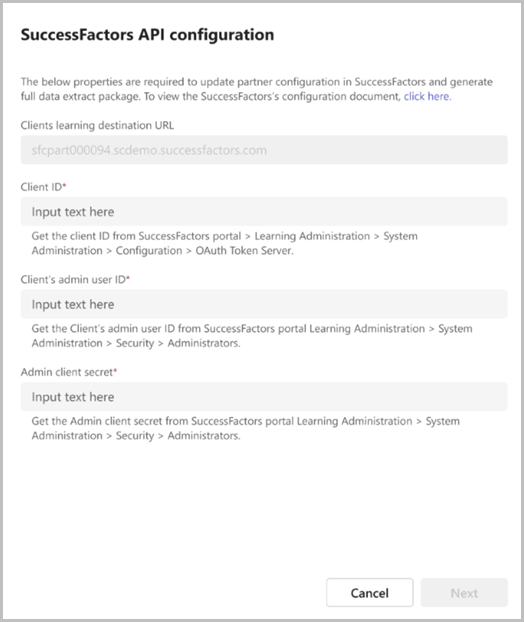 SuccessFactors API configuration
The below properties are required to update partner configuration in SuccessFactors and generate
full data extract package. To view the SuccessFactors's configuration document, click here.
Clients learning destination URL
sfcpart000094.scdemo.successfactors.com
Client ID*
Input text here
Get the client ID from SuccessFactors portal > Learning Administration > System
Administration > Configuration > OAuth Token Server.
Client's admin user ID*
Input text here
Get the Client's admin user ID from SuccessFactors portal Learning Administration > System
Administration > Security > Administrators.
Admin client secret*
Input text here
Get the Admin client secret from SuccessFactors portal Learning Administration > System
Administration > Security > Administrators.
Cancel
Next